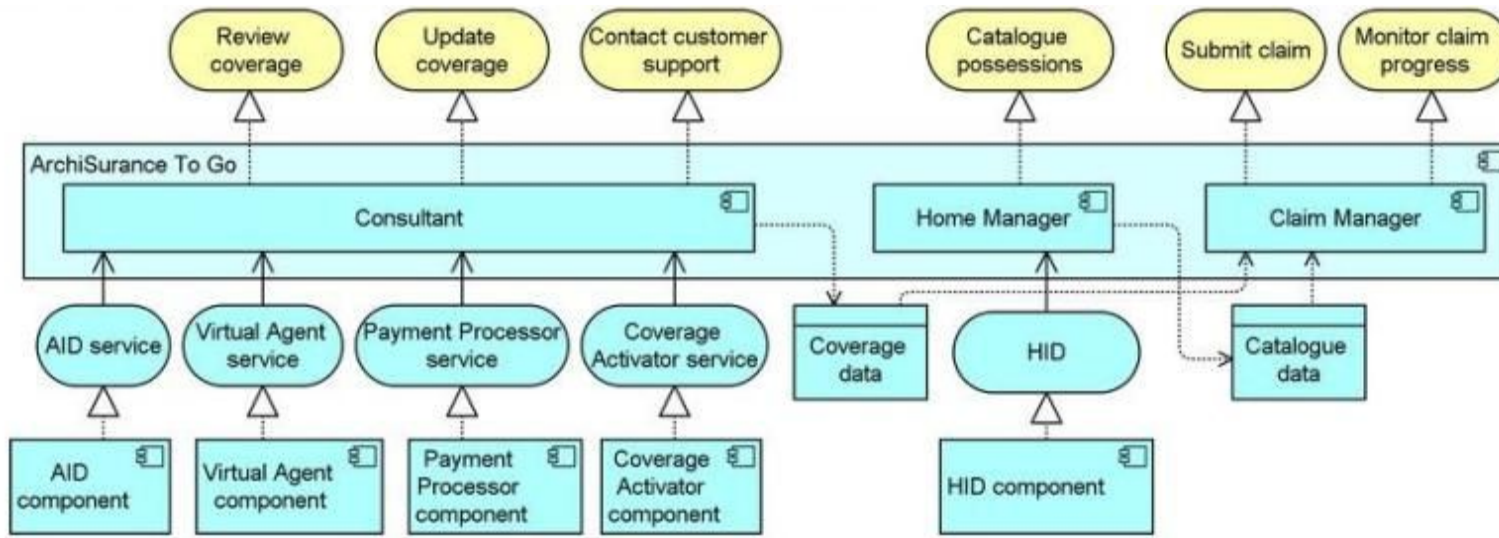 Review
coverage
Update
coverage
Contact customer
support
Catalogue
possessions
Submit claim
Monitor claim
progress
ArchiSurance To Go
Consultant
Home Manager
Claim Manager
AID service
Virtual Agent
service
Payment Processor
service
Coverage
Activator service
Coverage
data
HID
Catalogue
data
AID
component
Virtual Agent
component
Payment
Processor
component
Coverage
Activator
component
HID component